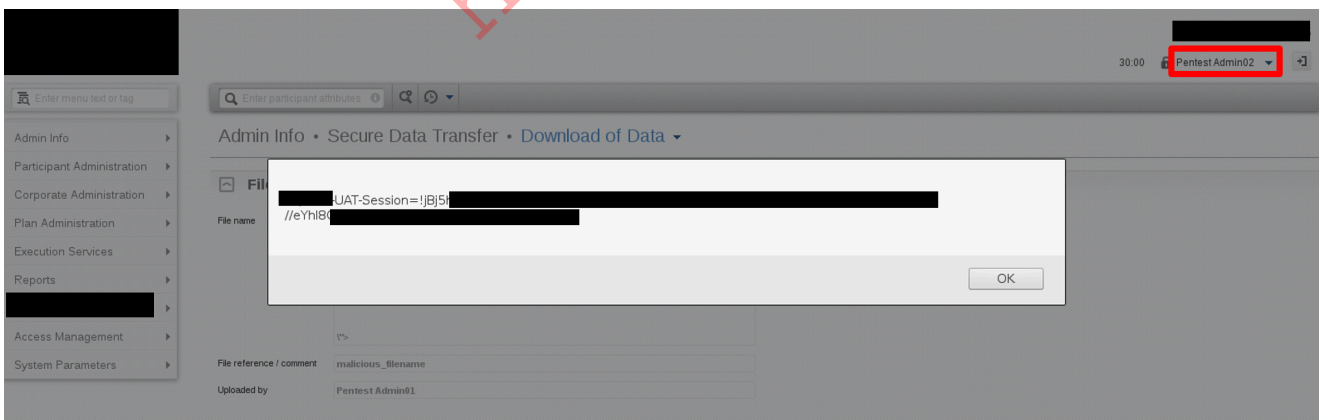 30:00 Pentest Admin02
Enter menu text or tag
Enter participant attributes
Admin Info • Secure Data Transfer • Download of Data
Admin Info
Participant Administration
Corporate Administration
Plan Administration
Execution Services
Reports
Access Management
System Parameters
Fil
File name
-UAT-Session=!jBj5h
//eYhl8
OK
\">
File reference / comment malicious_filename
Uploaded by Pentest Admin01